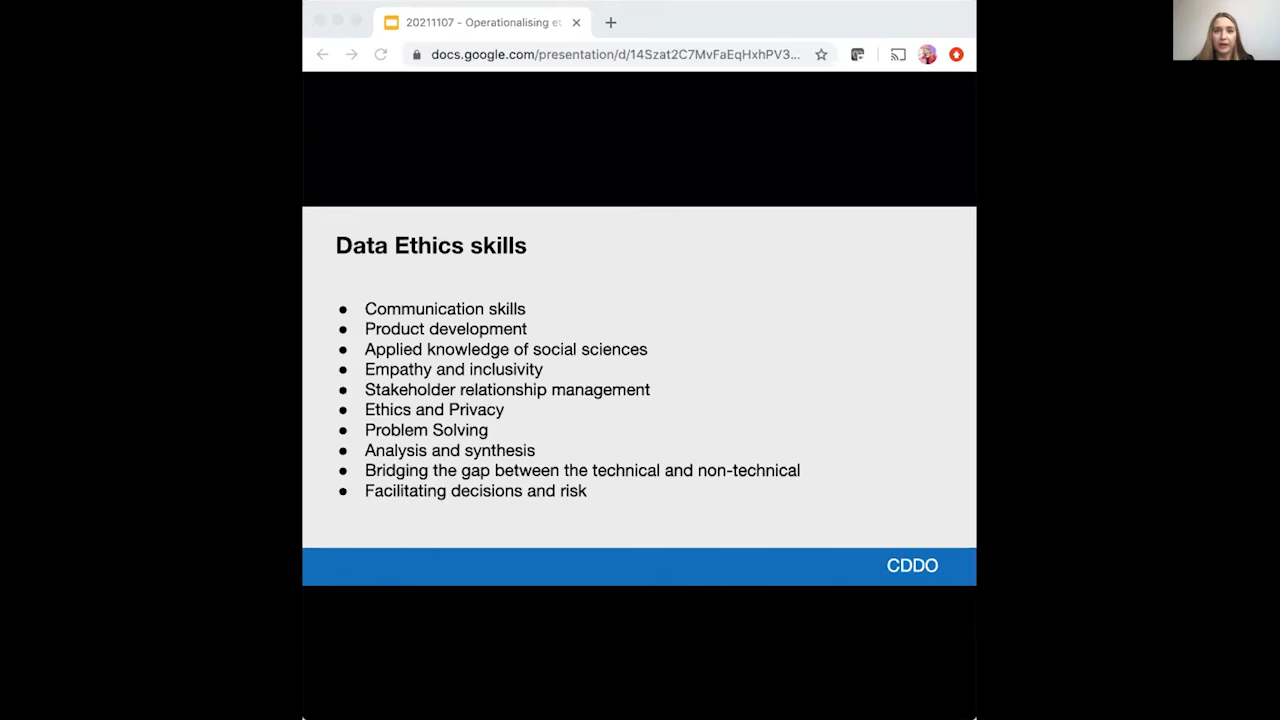 20211107 - Operationalising et
docs.google.com/presentation/d/14Szat2C7MvFaEqHxhPV3...
Data Ethics skills
● Communication skills
● Product development
● Applied knowledge of social sciences
● Empathy and inclusivity
● Stakeholder relationship management
● Ethics and Privacy
● Problem Solving
● Analysis and synthesis
● Bridging the gap between the technical and non-technical
● Facilitating decisions and risk
CDDO